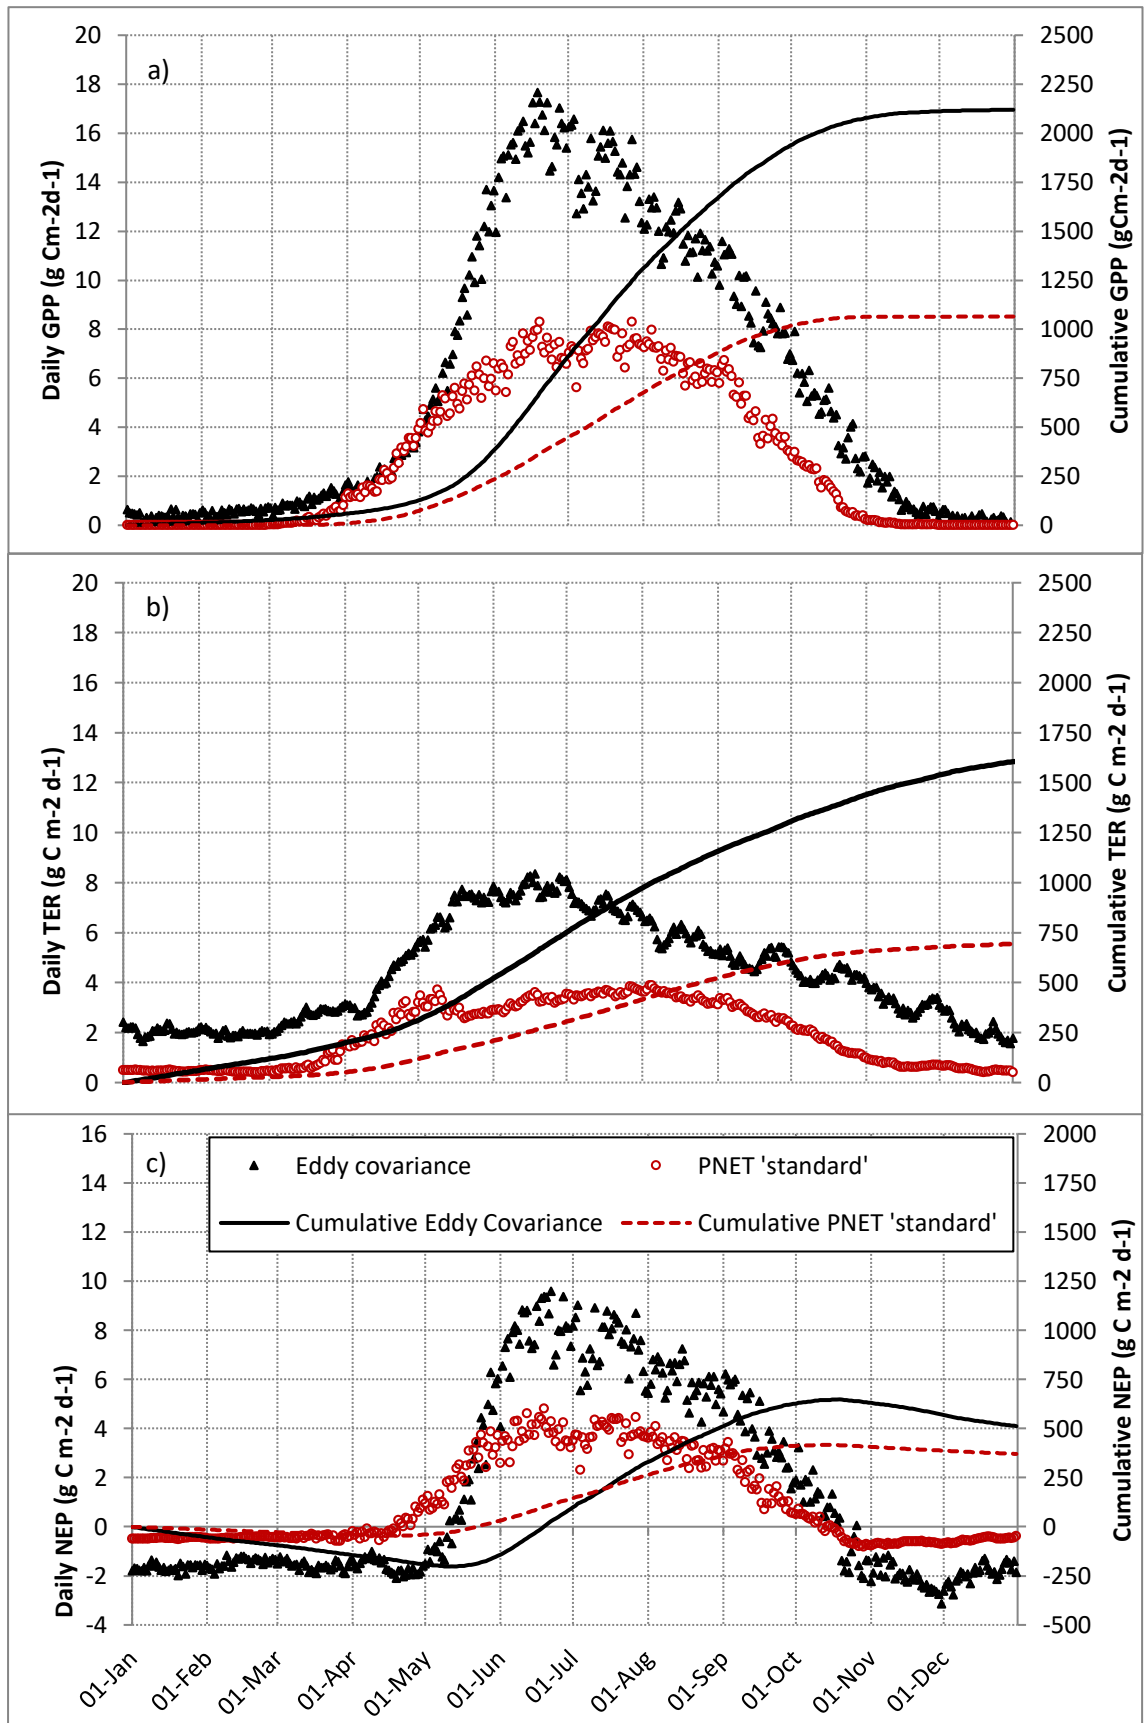 a)
Daily GPP (g Cm-2d-1)
20
18
16
14
12
10
8
6
4
2
0
2500
2250
2000
1750
1500
1250
1000
750
500
250
0
Cumulative GPP (gCm-2d-1)
b)
Daily TER (g C m-2 d-1)
20
18
16
14
12
10
8
6
4
2
0
2500
2250
2000
1750
1500
1250
1000
750
500
250
0
Cumulative TER (g C m-2 d-1)
c)
Eddy covariance
PNET 'standard'
Cumulative Eddy Covariance
Cumulative PNET 'standard'
Daily NEP (g C m-2 d-1)
16
14
12
10
8
6
4
2
0
-2
-4
2000
1750
1500
1250
1000
750
500
250
0
-250
-500
Cumulative NEP (g C m-2 d-1)
01-Jan
01-Feb
01-Mar
01-Apr
01-May
01-Jun
01-Jul
01-Aug
01-Sep
01-Oct
01-Nov
01-Dec